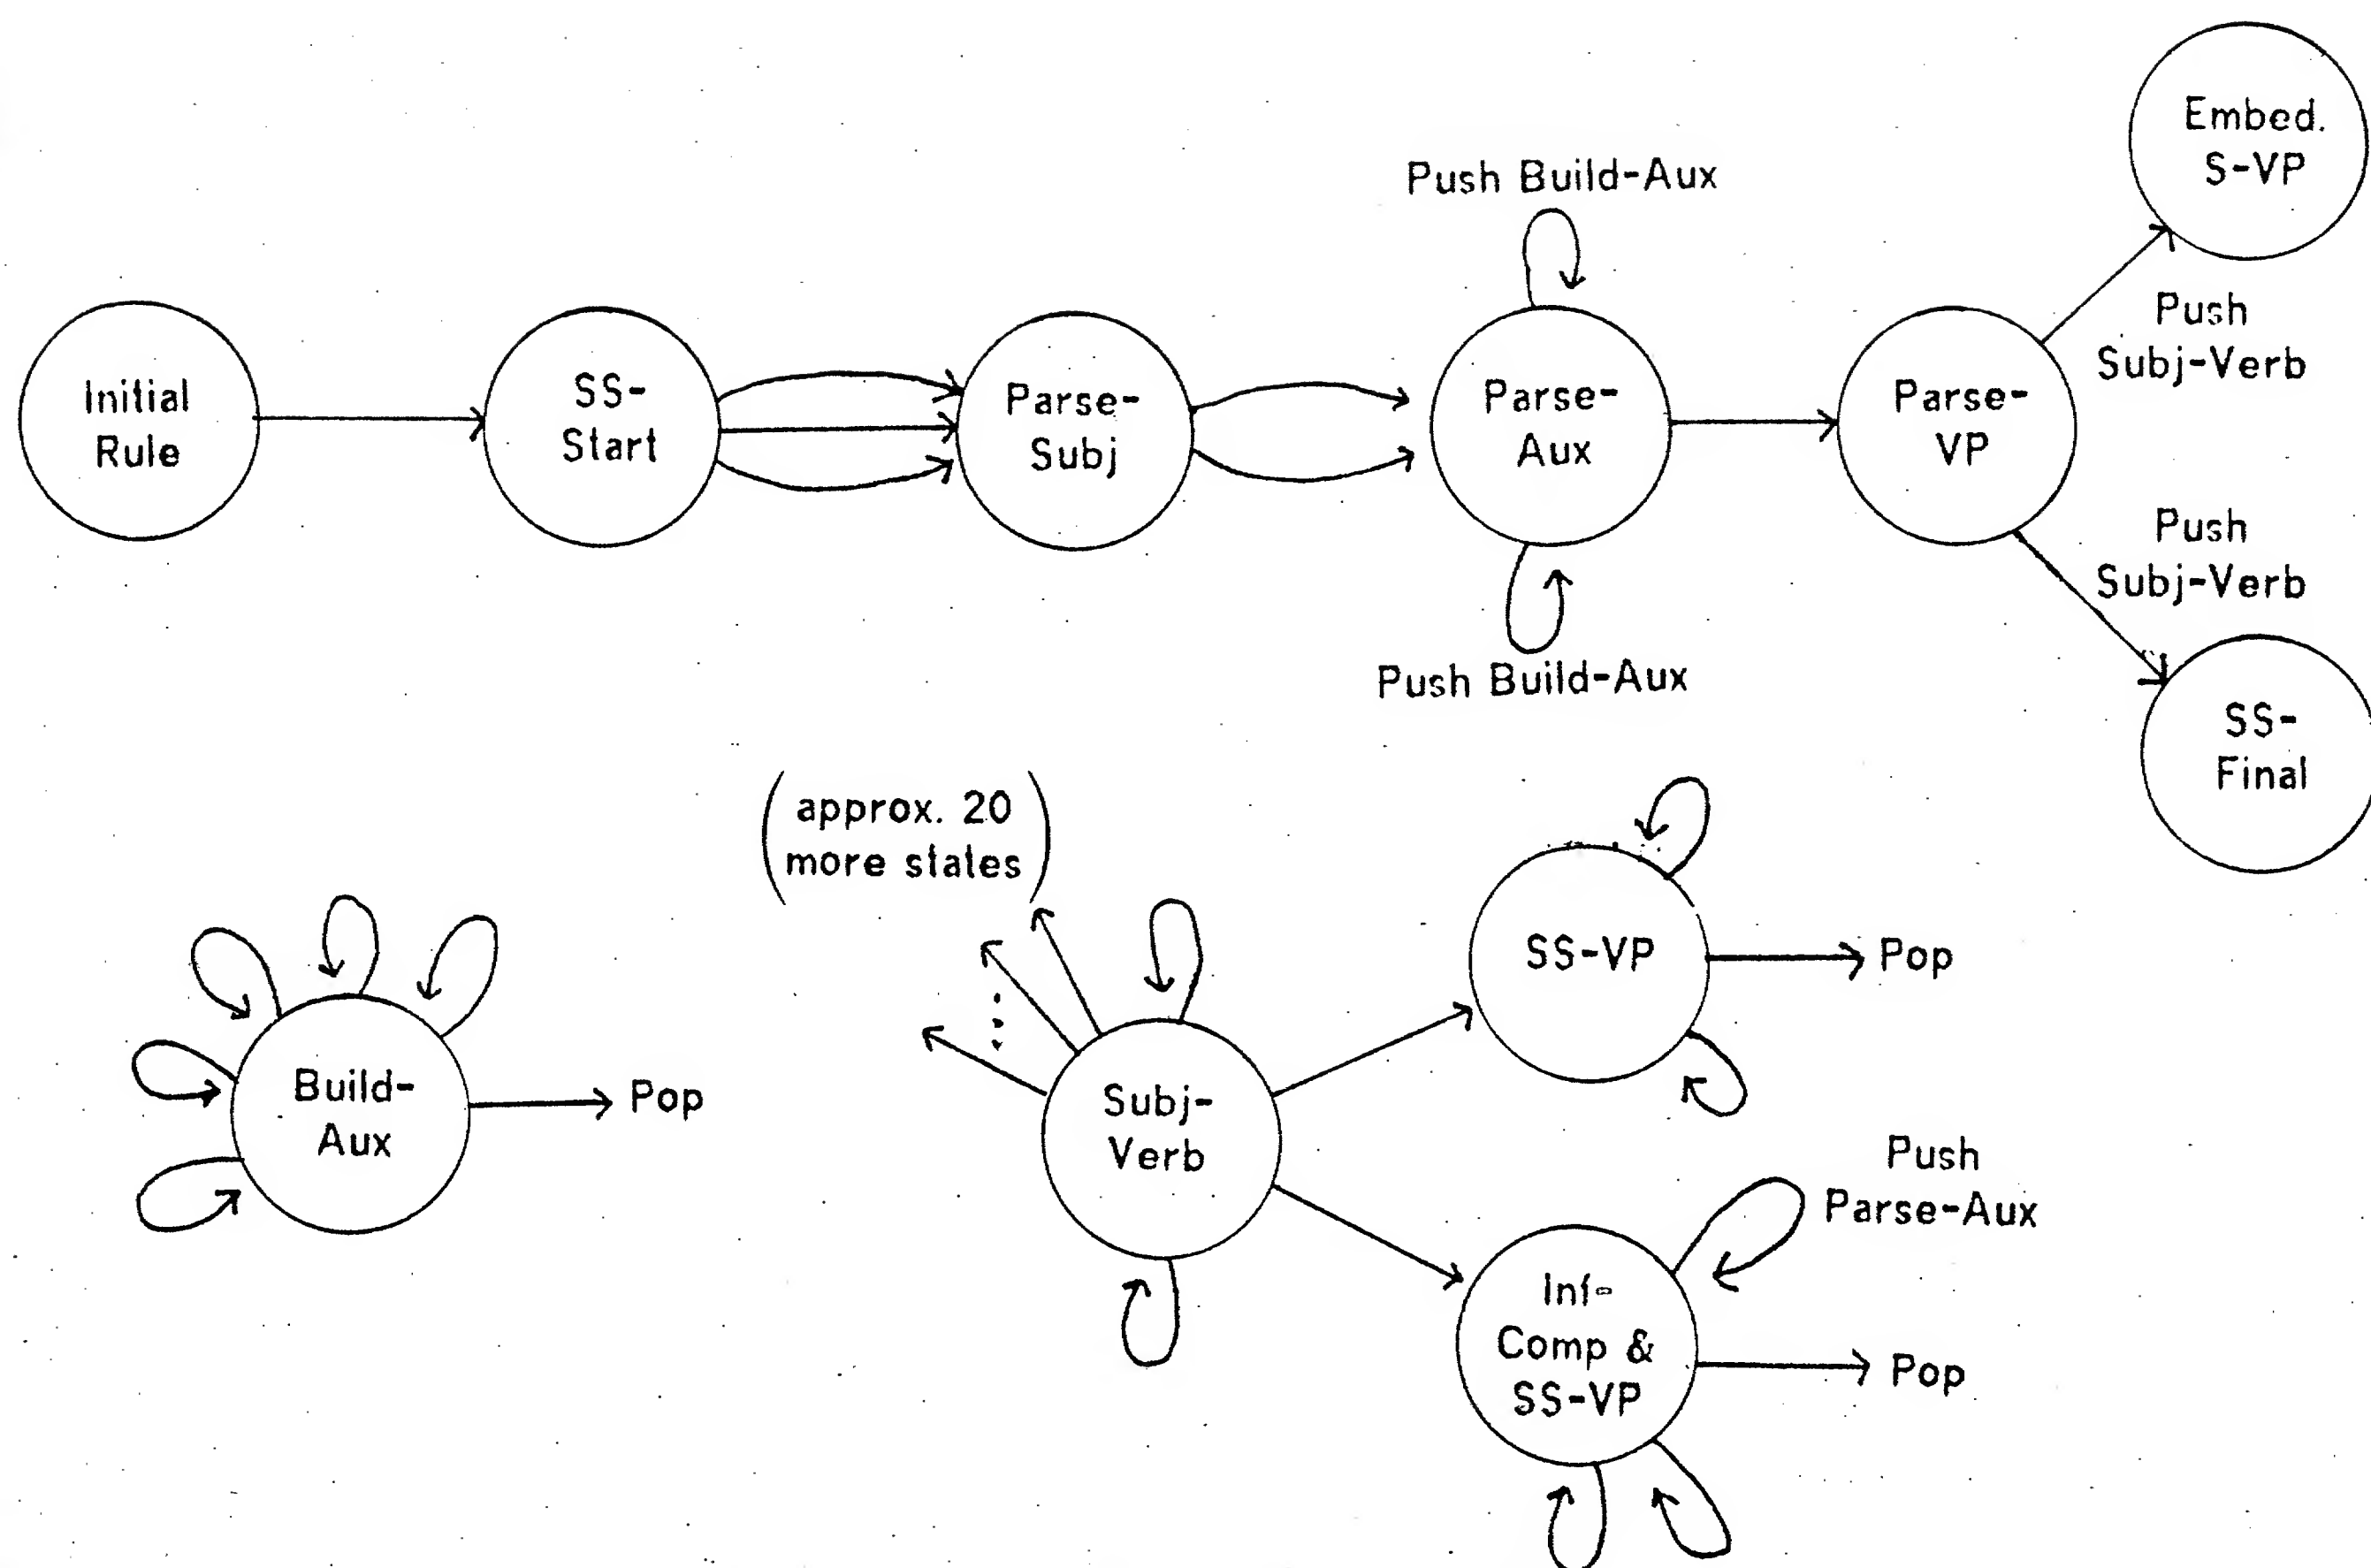 Embed.
S-VP
Push Build-Aux
Initial
Rule
SS-
Start
Parse-
Subj
Parse-
Aux
Parse-
VP
Push
Subj-Verb
Push
Subj-Verb
Push Build-Aux
SS-
Final
approx. 20
more states
SS-VP
Pop
Build-
Aux
Pop
Subj-
Verb
Push
Parse-Aux
Inf-
Comp &
SS-VP
Pop